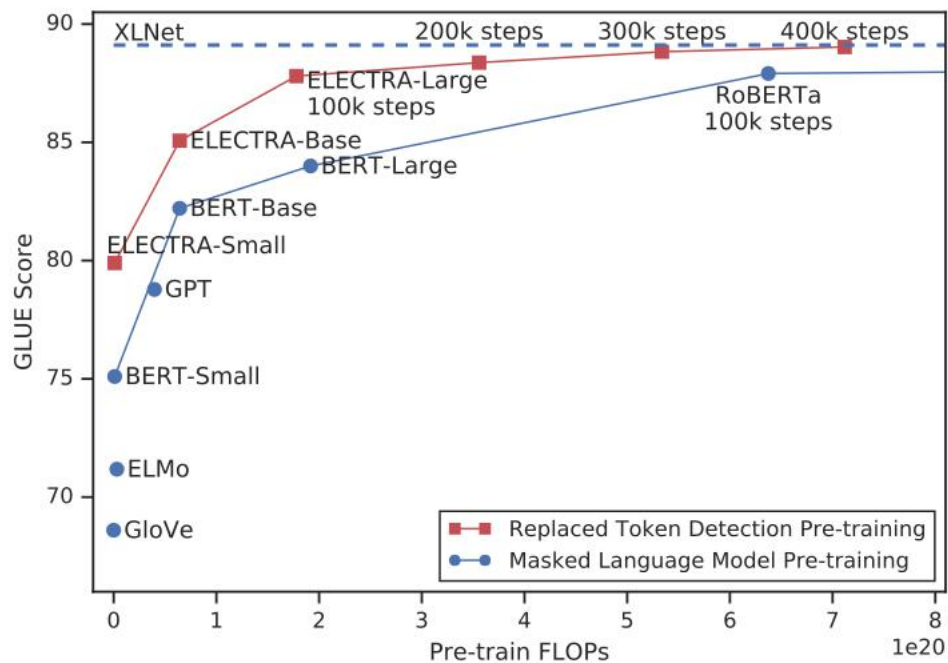 90
85
80
75
70
GLUE Score
XLNet
200k steps
300k steps
400k steps
ELECTRA-Large
100k steps
RoBERTa
100k steps
ELECTRA-Base
BERT-Large
BERT-Base
ELECTRA-Small
GPT
BERT-Small
ELMo
GloVe
Replaced Token Detection Pre-training
Masked Language Model Pre-training
0 1 2 3 4 5 6 7 8
1e20
Pre-train FLOPs